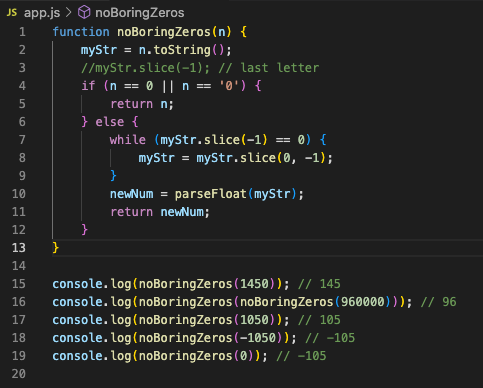 JS app.js > noBoringZeros
1 function noBoringZeros(n) {
2 myStr = n.toString();
3 //myStr.slice(-1); // last letter
4 if (n == 0 || n == '0') {
5 return n;
6 } else {
7 while (myStr.slice(-1) == 0) {
8 myStr = myStr.slice(0, -1);
9 }
10 newNum = parseFloat(myStr);
11 return newNum;
12 }
13 }
14
15 console.log(noBoringZeros(1450)); // 145
16 console.log(noBoringZeros(noBoringZeros(960000))); // 96
17 console.log(noBoringZeros(1050)); // 105
18 console.log(noBoringZeros(-1050)); // -105
19 console.log(noBoringZeros(0)); // -105
20